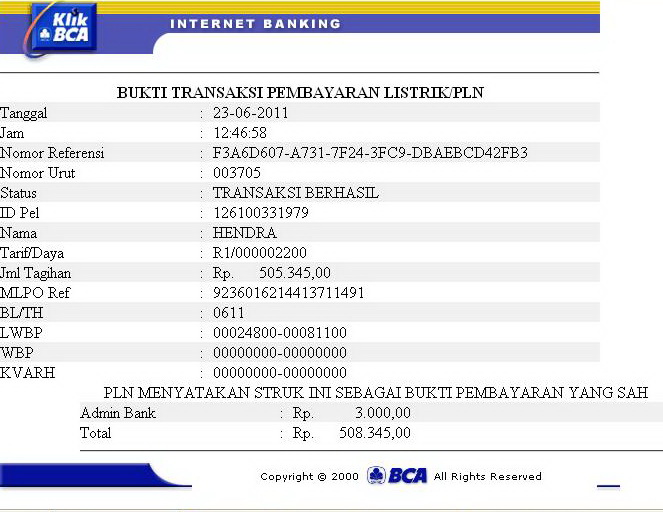 Klik BCA INTERNET BANKING
BUKTI TRANSAKSI PEMBAYARAN LISTRIK/PLN
Tanggal : 23-06-2011
Jam : 12:46:58
Nomor Referensi : F3A6D607-A731-7F24-3FC9-DBAEBCD42FB3
Nomor Urut : 003705
Status : TRANSAKSI BERHASIL
ID Pel : 126100331979
Nama : HENDRA
Tarif/Daya : R1/000002200
Jml Tagihan : Rp. 505.345,00
MLPO Ref : 9236016214413711491
BL/TH : 0611
LWBP : 00024800-00081100
WBP : 00000000-00000000
KVARH : 00000000-00000000
PLN MENYATAKAN STRUK INI SEBAGAI BUKTI PEMBAYARAN YANG SAH
Admin Bank : Rp. 3.000,00
Total : Rp. 508.345,00
Copyright © 2000 BCA All Rights Reserved